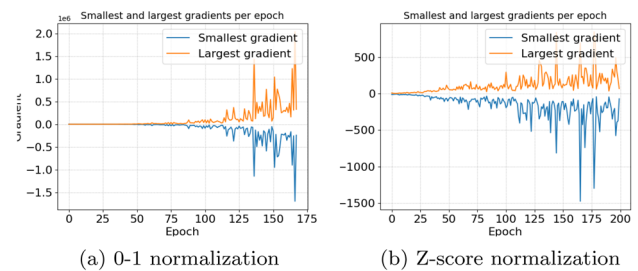 Smallest and largest gradients per epoch
1e6
Smallest gradient
Largest gradient
2.0
1.5
1.0
0.5
0.0
−0.5
−1.0
−1.5
Gradient
0 25 50 75 100 125 150 175
Epoch
(a) 0-1 normalization
Smallest and largest gradients per epoch
Smallest gradient
Largest gradient
500
0
−500
−1000
−1500
0 25 50 75 100 125 150 175 200
Epoch
(b) Z-score normalization